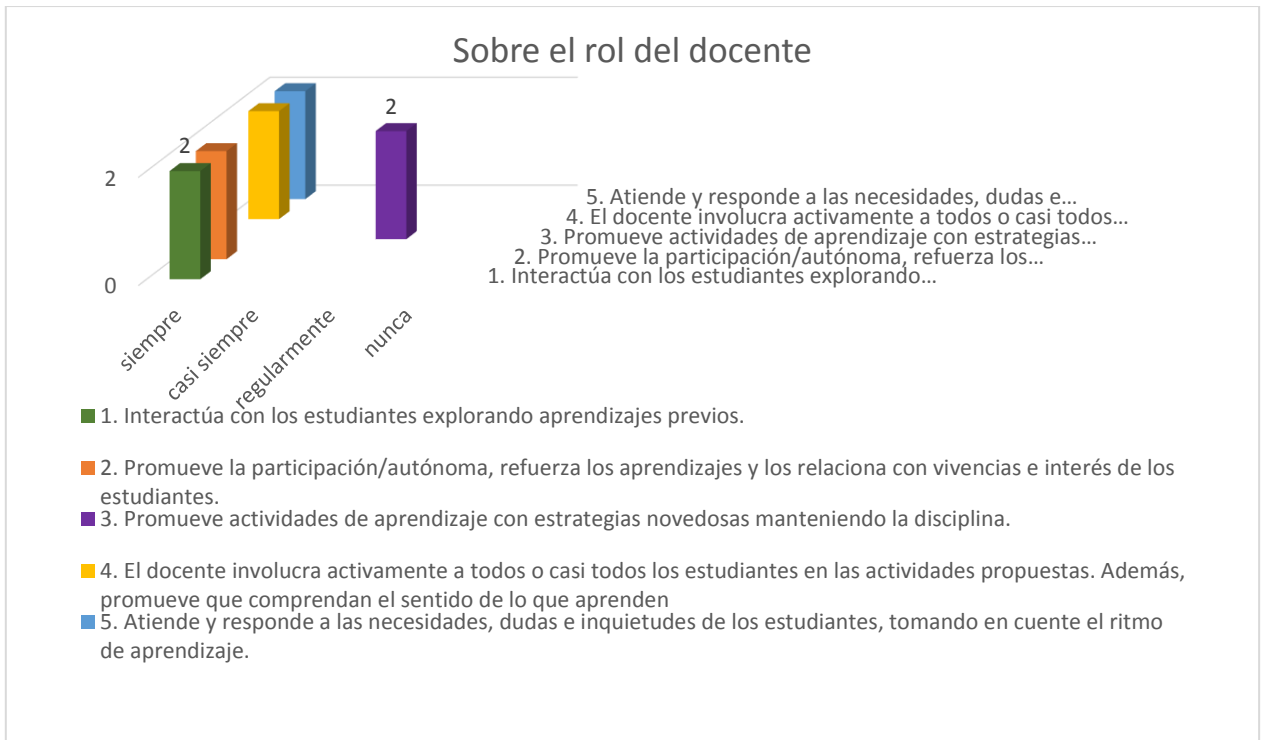 Sobre el rol del docente
2
2
2
0
5. Atiende y responde a las necesidades, dudas e…
4. El docente involucra activamente a todos o casi todos…
3. Promueve actividades de aprendizaje con estrategias…
2. Promueve la participación/autónoma, refuerza los…
1. Interactúa con los estudiantes explorando…
siempre
casi siempre
regularmente
nunca
1. Interactúa con los estudiantes explorando aprendizajes previos.
2. Promueve la participación/autónoma, refuerza los aprendizajes y los relaciona con vivencias e interés de los
estudiantes.
3. Promueve actividades de aprendizaje con estrategias novedosas manteniendo la disciplina.
4. El docente involucra activamente a todos o casi todos los estudiantes en las actividades propuestas. Además,
promueve que comprendan el sentido de lo que aprenden
5. Atiende y responde a las necesidades, dudas e inquietudes de los estudiantes, tomando en cuente el ritmo
de aprendizaje.